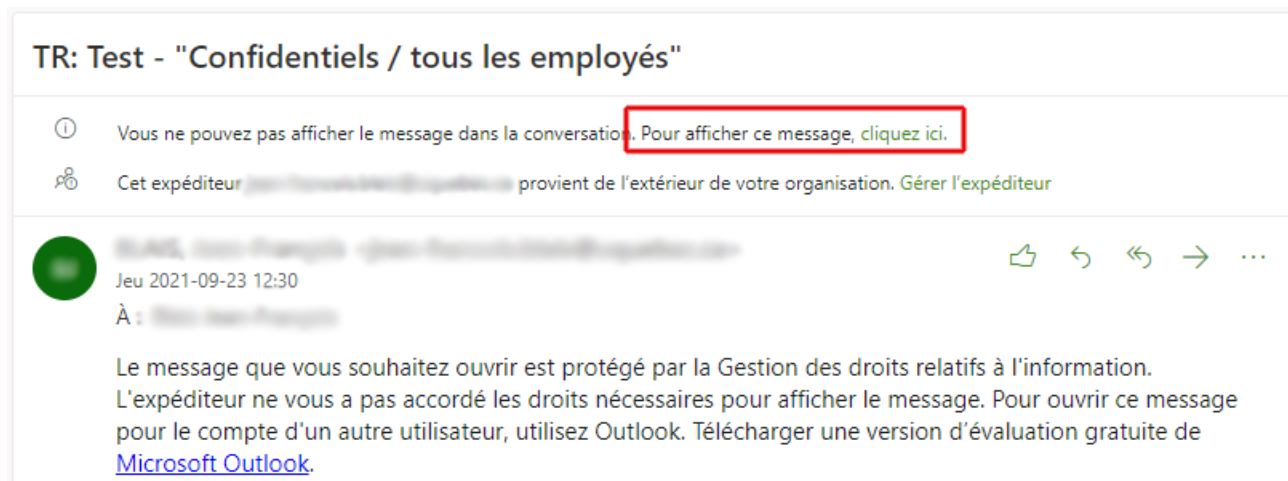 TR: Test - "Confidentiels / tous les employés"
Vous ne pouvez pas afficher le message dans la conversation. Pour afficher ce message, cliquez ici.
Cet expéditeur provient de l'extérieur de votre organisation. Gérer l'expéditeur
Jeu 2021-09-23 12:30
À :
Le message que vous souhaitez ouvrir est protégé par la Gestion des droits relatifs à l'information.
L'expéditeur ne vous a pas accordé les droits nécessaires pour afficher le message. Pour ouvrir ce message
pour le compte d'un autre utilisateur, utilisez Outlook. Télécharger une version d’évaluation gratuite de
Microsoft Outlook.